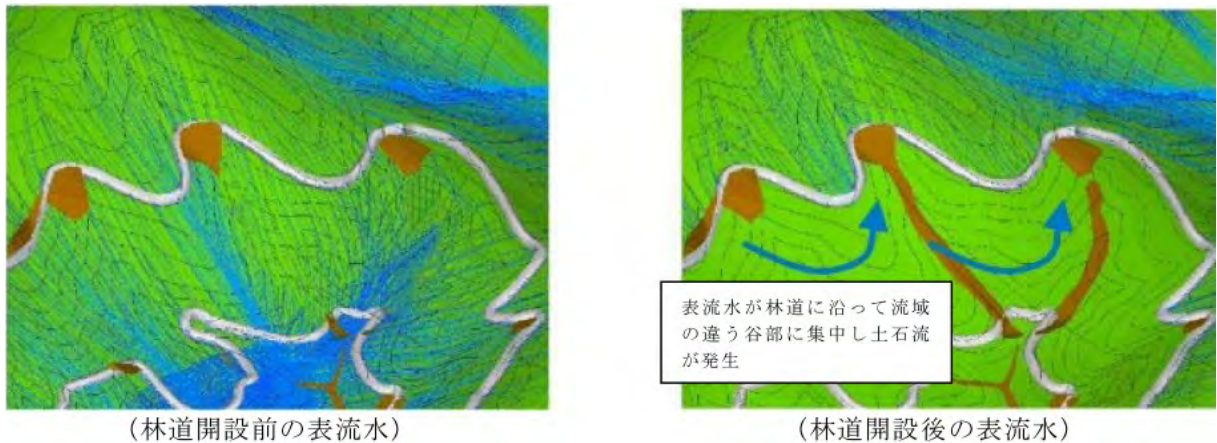 表流水が林道に沿って流域
の違う谷部に集中し土石流
が発生
（林道開設前の表流水）
（林道開設後の表流水）